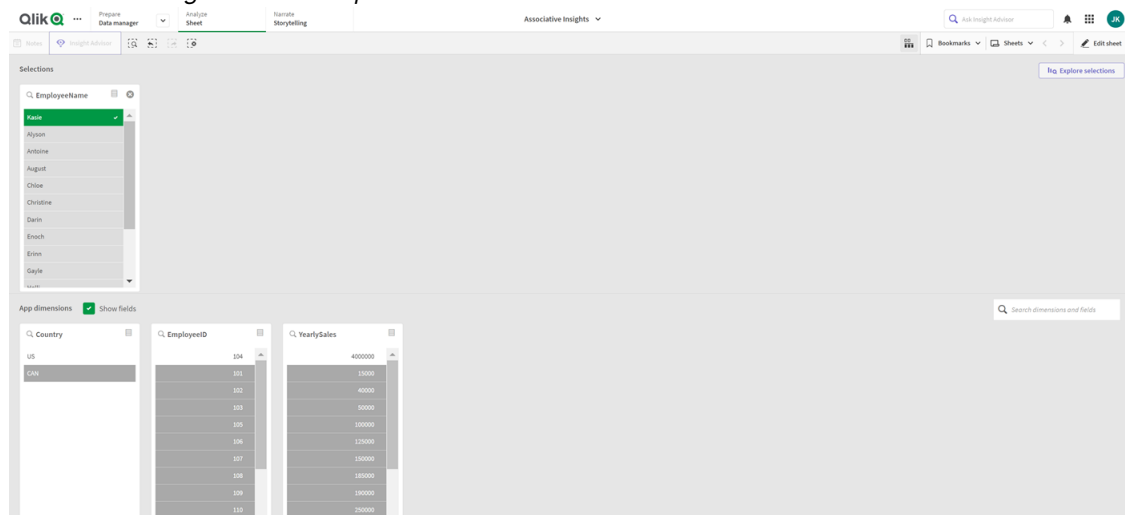 Qlik
Prepare
Data manager
Analyze
Sheet
Narrate
Storytelling
Associative Insights
Ask Insight Advisor
JK
Notes
Insight Advisor
Bookmarks
Sheets
Edit sheet
Selections
Explore selections
EmployeeName
Kasie
Alyson
Antoine
August
Chloe
Christine
Darin
Enoch
Erinn
Gayle
App dimensions
Show fields
Search dimensions and fields
Country
US
CAN
EmployeeID
104
101
102
103
105
106
107
108
109
110
YearlySales
4000000
15000
40000
50000
100000
125000
150000
185000
190000
250000